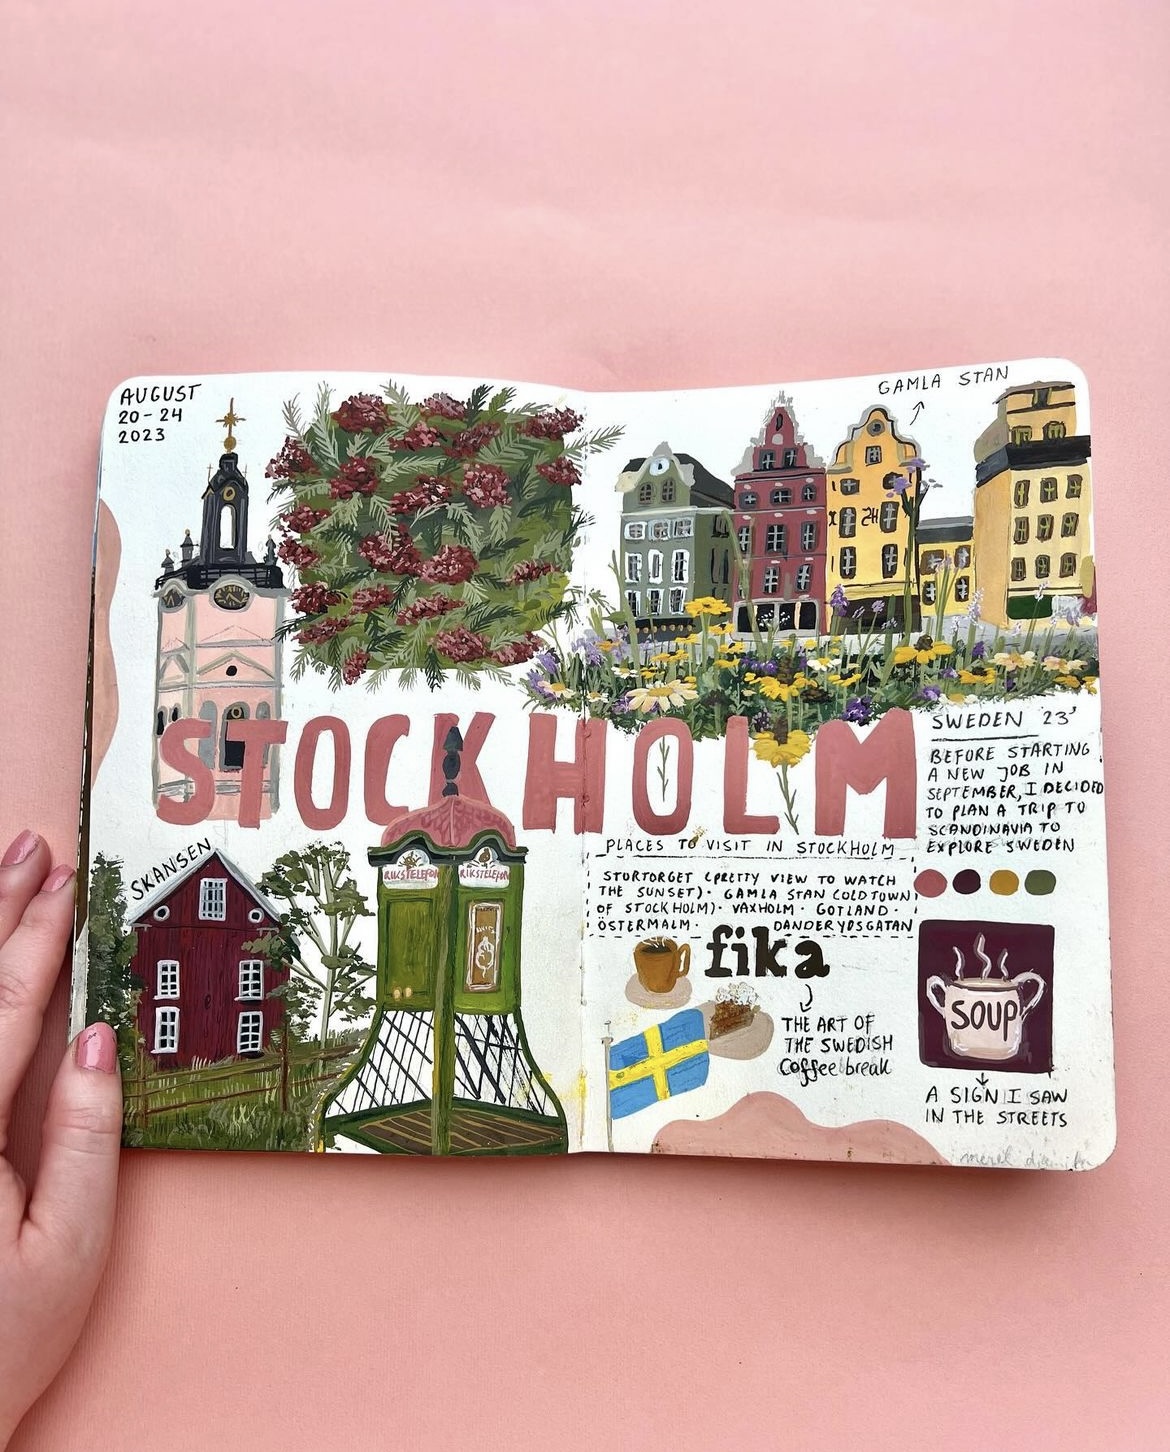 AUGUST
20-24
2023
GAMLA STAN
STOCKHOLM
SWEDEN 23'
BEFORE STARTING
A NEW JOB IN
SEPTEMBER, I DECIDED
TO PLAN A TRIP TO
SCANDINAVIA TO
EXPLORE SWEDEN
SKANSEN
RIKSTELEFON
RIKSTELEFON
PLACES TO VISIT IN STOCKHOLM
STORTORGET (PRETTY VIEW TO WATCH
THE SUNSET)· GAMLA STAN (OLD TOWN
OF STOCKHOLM)· VAXHOLM · GOTLAND ·
ÖSTERMALM · DANDERYDSGATAN
fika
THE ART OF
THE SWEDISH
Coffee break
SOUP
A SIGN I SAW
IN THE STREETS